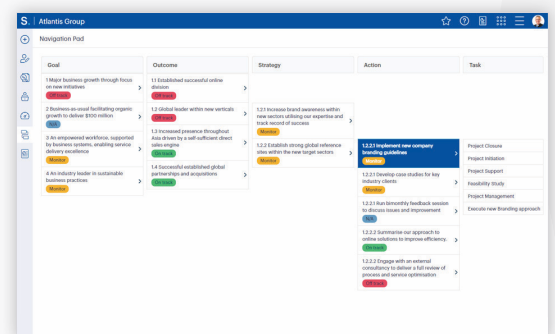 S. Atlantis Group
Navigation Pad
Goal
1 Major business growth through focus
on new initiatives
Off track
2 Business-as-usual facilitating organic
growth to deliver $100 million
N/A
3 An empowered workforce, supported
by business systems, enabling service
delivery excellence
Monitor
4 An industry leader in sustainable
business practices
Monitor
Outcome
1.1 Established successful online
division
Off track
1.2 Global leader within new verticals
Off track
1.3 Increased presence throughout
Asia driven by a self-sufficient direct
sales engine
On track
1.4 Successful established global
partnerships and acquisitions
On track
Strategy
1.2.1 Increase brand awareness within
new sectors utilising our expertise and
track record of success
Monitor
1.2.2 Establish strong global reference
sites within the new target sectors.
Monitor
Action
1.2.2.1 Implement new company
branding guidelines
Monitor
1.2.2.1 Develop case studies for key
industry clients
Monitor
1.2.2.1 Run bimonthly feedback session
to discuss issues and improvement
N/A
1.2.2.2 Summarise our approach to
online solutions to improve efficiency.
On track
1.2.2.2 Engage with an external
consultancy to deliver a full review of
process and service optimisation
Off track
Task
Project Closure
Project Initiation
Project Support
Feasibility Study
Project Management
Execute new Branding approach